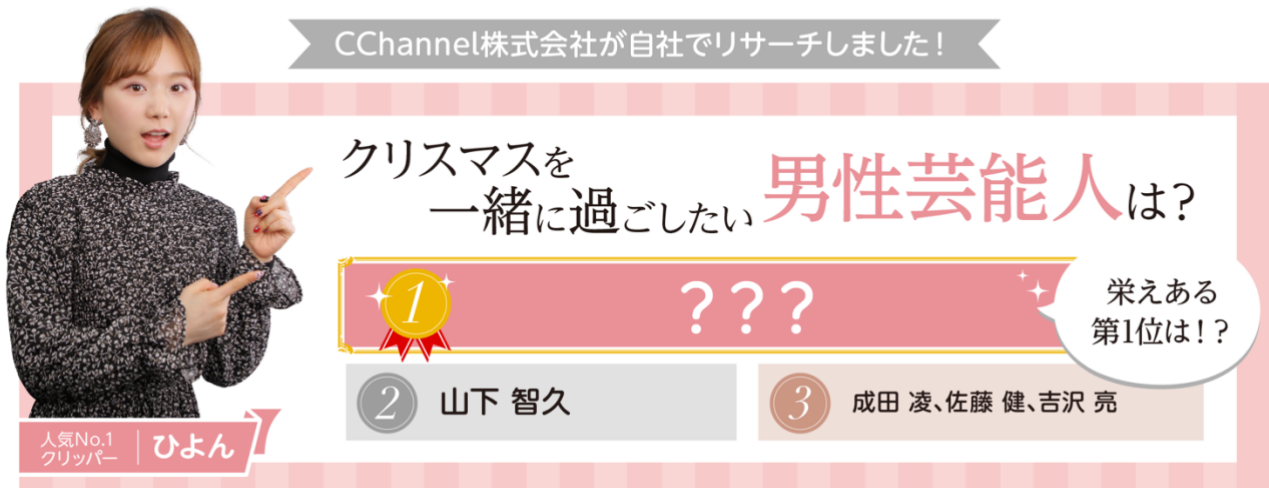 CChannel株式会社が自社でリサーチしました!
クリスマスを
一緒に過ごしたい男性芸能人は?
1 ???
栄えある
第1位は!?
2 山下 智久
3 成田 凌、佐藤 健、吉沢 亮
人気No.1
クリッパー
ひよん